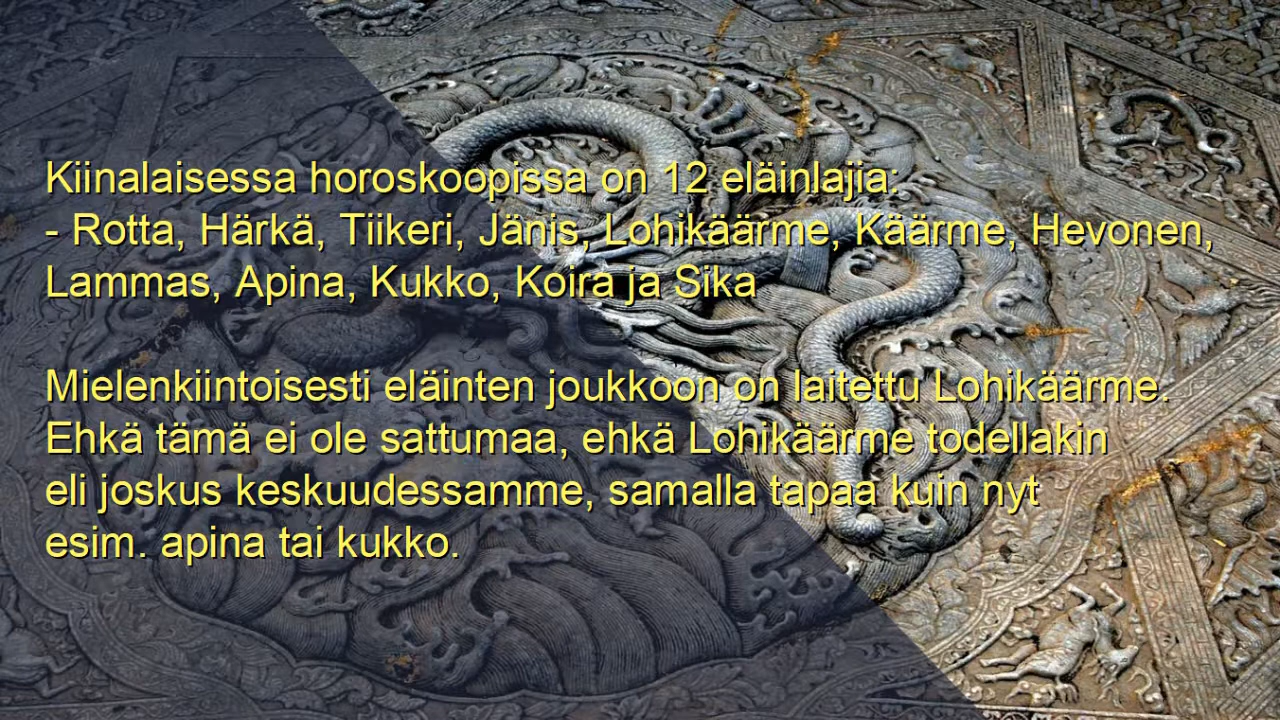 Kiinalaisessa horoskoopissa on 12 eläinlajia:
- Rotta, Härkä, Tiikeri, Jänis, Lohikäärme, Käärme, Hevonen,
Lammas, Apina, Kukko, Koira ja Sika
Mielenkiintoisesti eläinten joukkoon on laitettu Lohikäärme.
Ehkä tämä ei ole sattumaa, ehkä Lohikäärme todellakin
eli joskus keskuudessamme, samalla tapaa kuin nyt
esim. apina tai kukko.